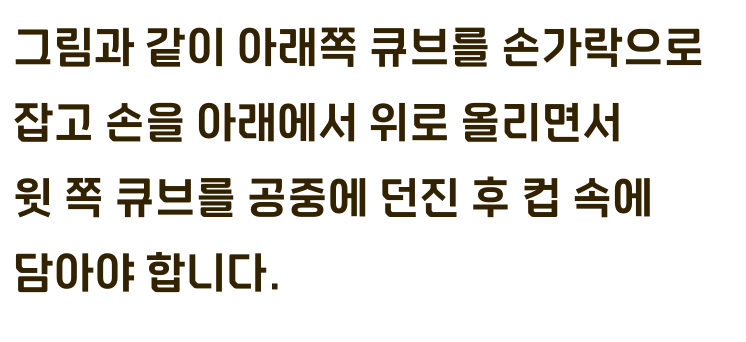 그림과 같이 아래쪽 큐브를 손가락으로
잡고 손을 아래에서 위로 올리면서
윗 쪽 큐브를 공중에 던진 후 컵 속에
담아야 합니다.